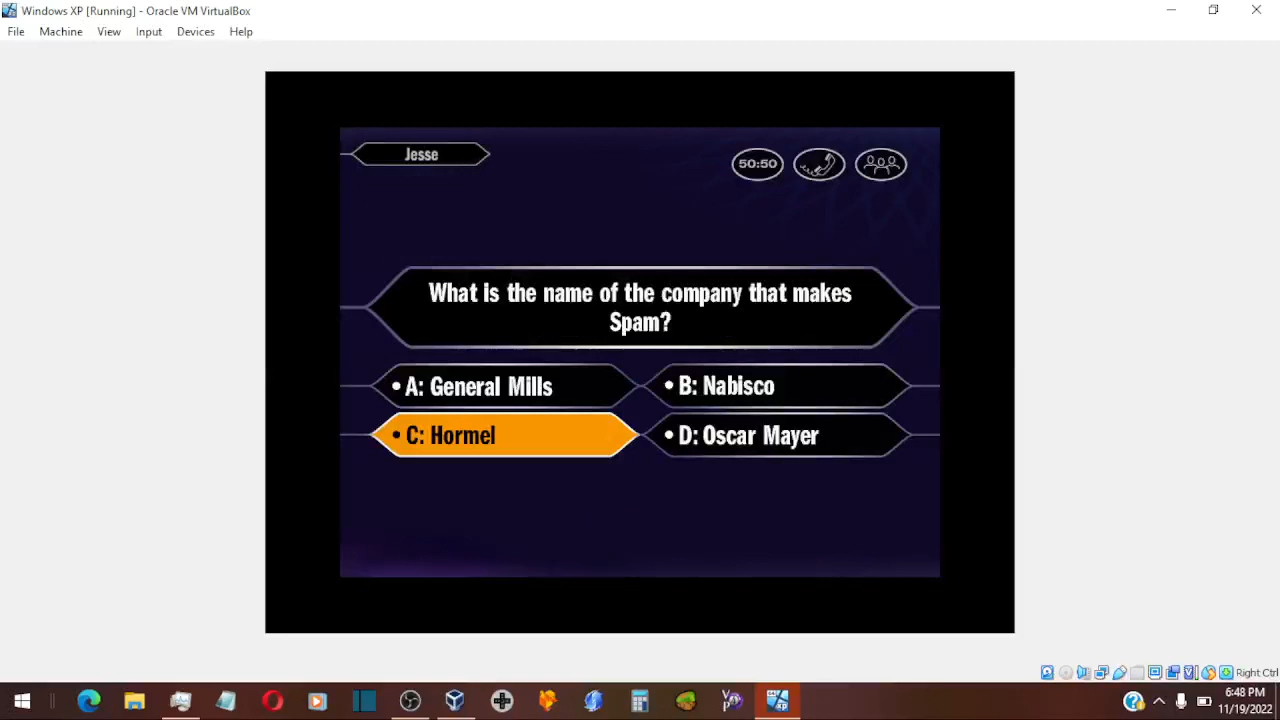 Windows XP [Running] - Oracle VM VirtualBox
File Machine View Input Devices Help
Jesse
50:50
What is the name of the company that makes
Spam?
• A: General Mills
• B: Nabisco
• C: Hormel
• D: Oscar Mayer
Right Ctrl
6:48 PM
11/19/2022